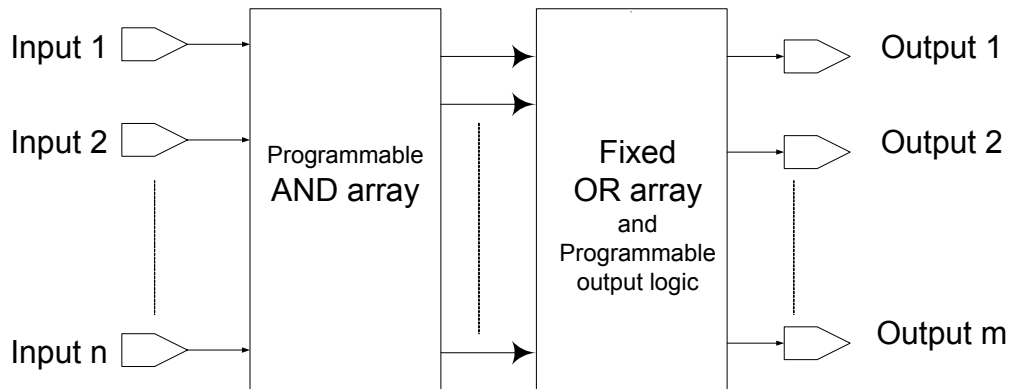 Input 1
Input 2
Input n
Programmable
AND array
Fixed
OR array
and
Programmable
output logic
Output 1
Output 2
Output m